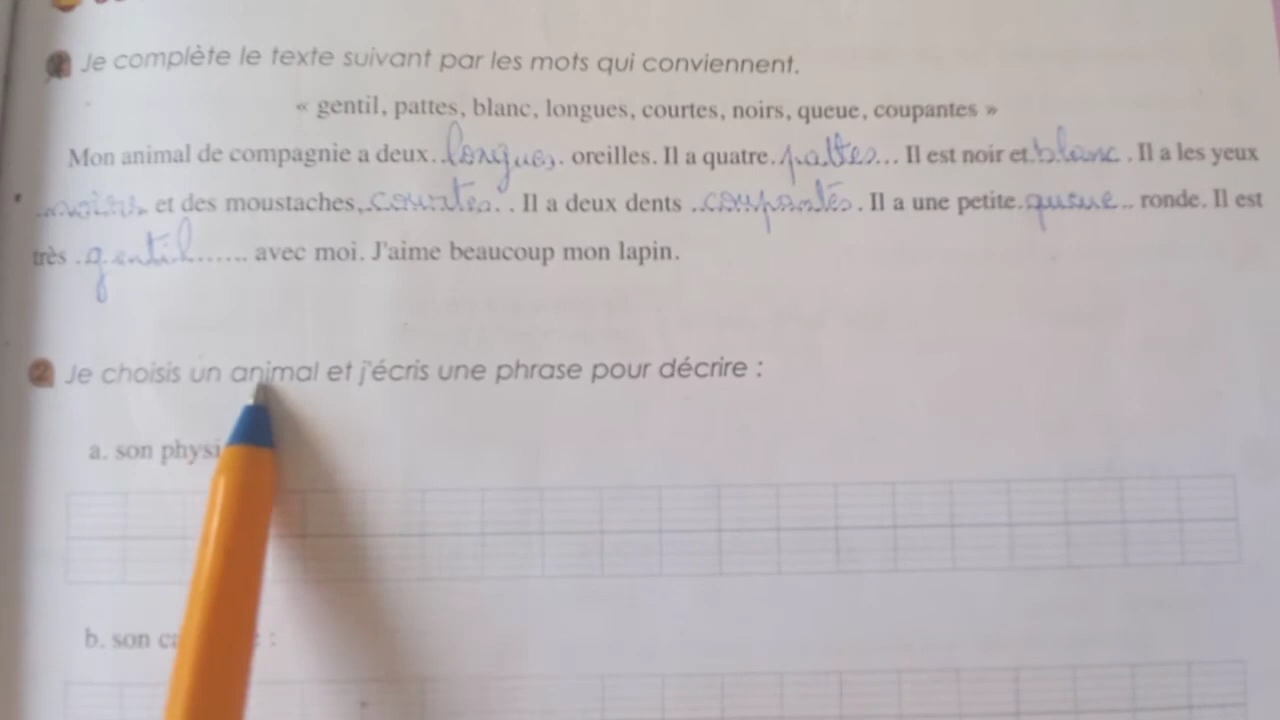 Je complète le texte suivant par les mots qui conviennent.
« gentil, pattes, blanc, longues, courtes, noirs, queue, coupantes »
Mon animal de compagnie a deux..longues.. oreilles. Il a quatre.pattes... Il est noir et.blanc. Il a les yeux
.noirs. et des moustaches,.courtes.. . Il a deux dents ..coupantes. Il a une petite.queue.. ronde. Il est
très .gentil...... avec moi. J'aime beaucoup mon lapin.
2 Je choisis un animal et j'écris une phrase pour décrire :
a. son physi
b. son ca :